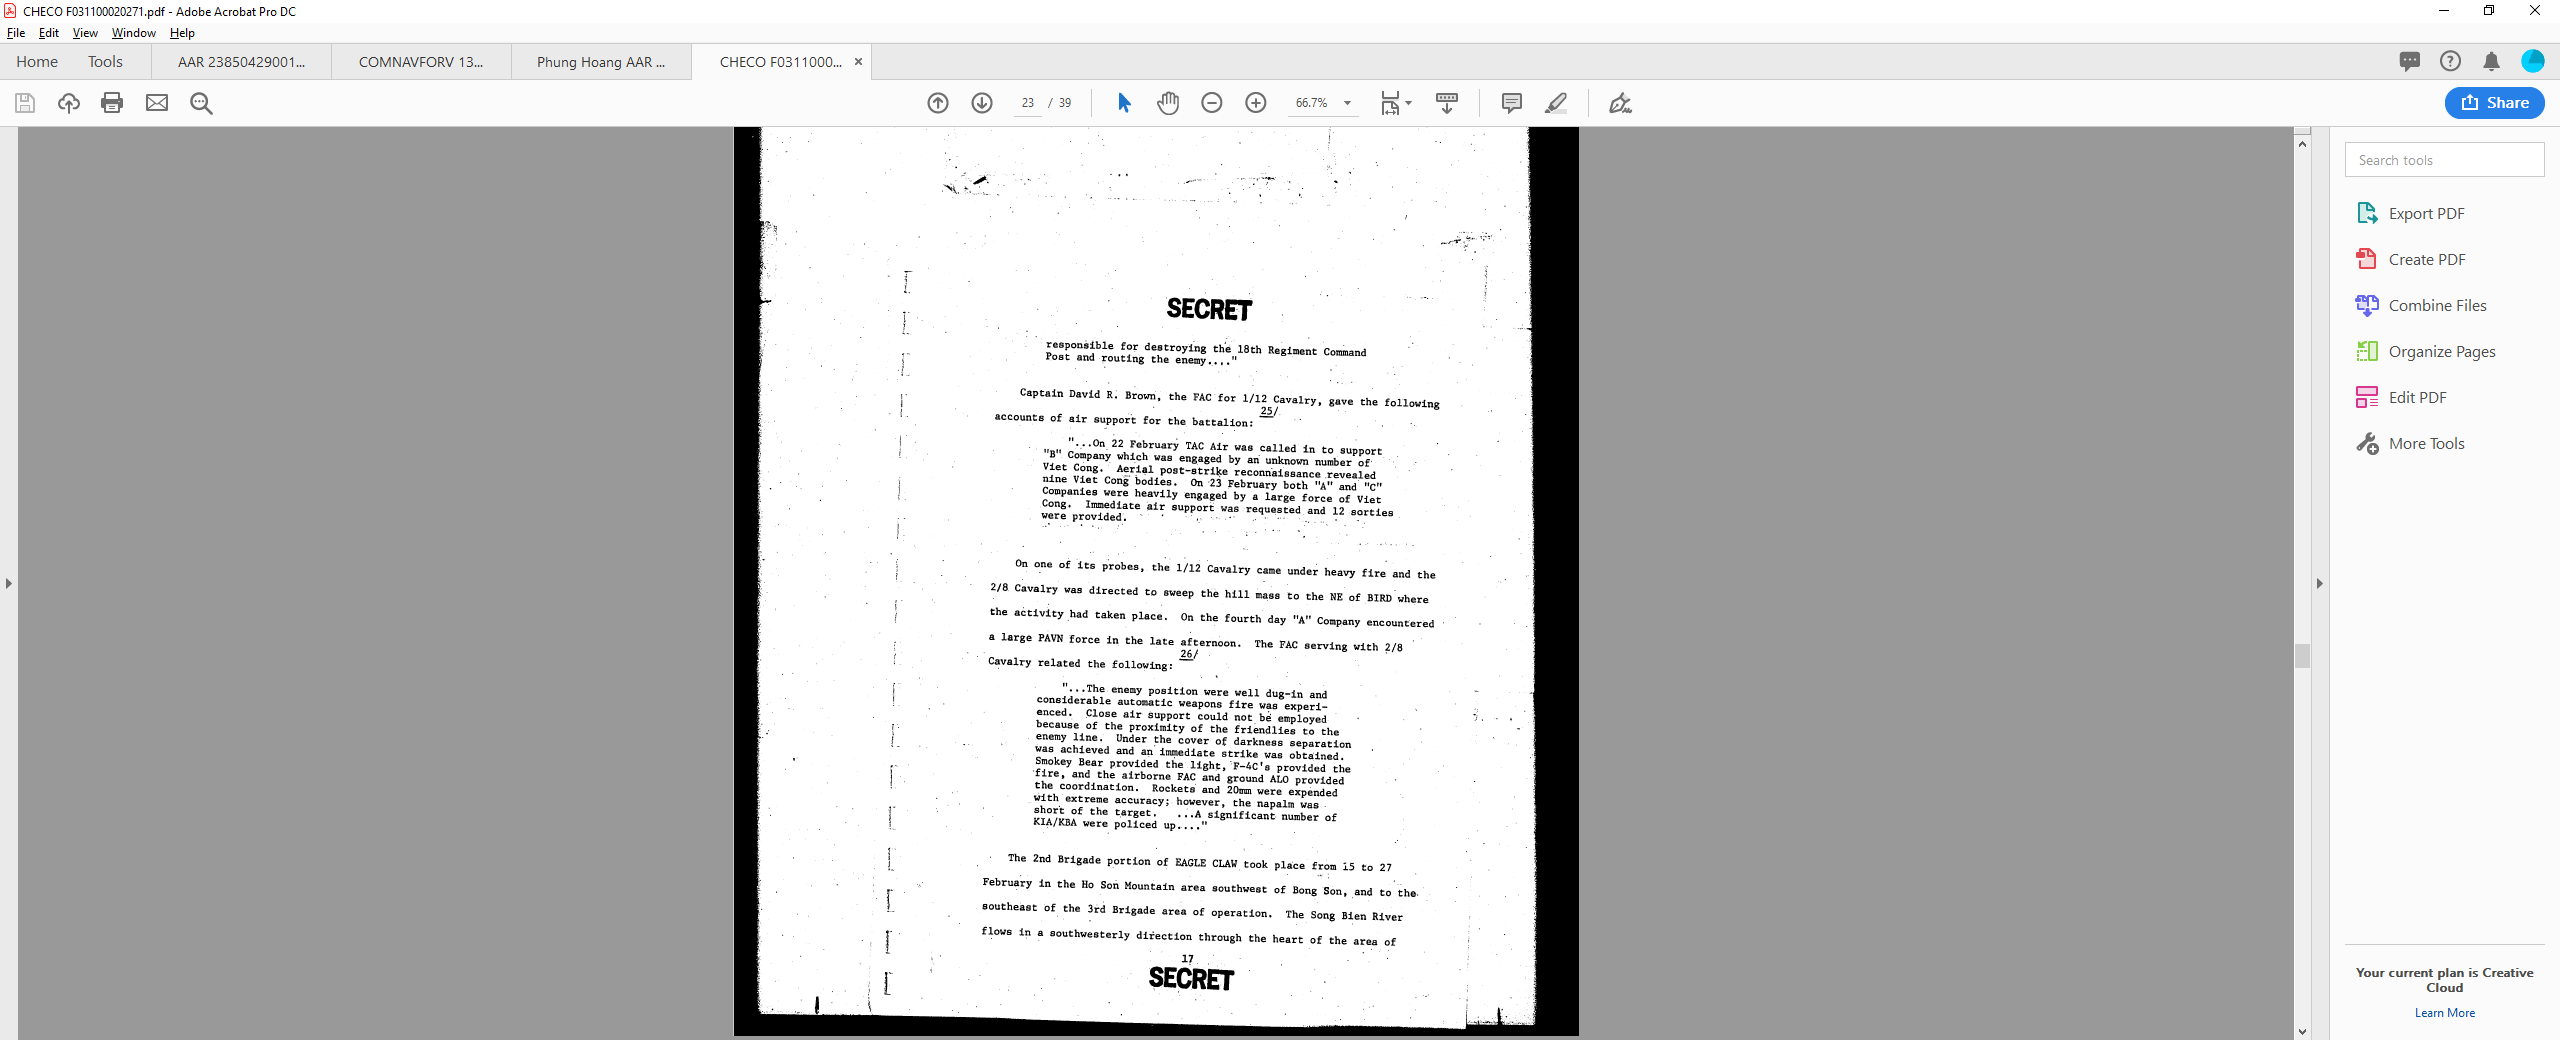 CHECO F031100020271.pdf - Adobe Acrobat Pro DC
File Edit View Window Help
Home Tools AAR 23850429001... COMNAVFORV 13... Phung Hoang AAR ... CHECO F0311000... ×
23 / 39 66.7% Share
SECRET
responsible for destroying the 18th Regiment Command
Post and routing the enemy...."
Captain David R. Brown, the FAC for 1/12 Cavalry, gave the following
25/
accounts of air support for the battalion:
"...On 22 February TAC Air was called in to support
"B" Company which was engaged by an unknown number of
Viet Cong. Aerial post-strike reconnaissance revealed
nine Viet Cong bodies. On 23 February both "A" and "C"
Companies were heavily engaged by a large force of Viet
Cong. Immediate air support was requested and 12 sorties
were provided.
On one of its probes, the 1/12 Cavalry came under heavy fire and the
2/8 Cavalry was directed to sweep the hill mass to the NE of BIRD where
the activity had taken place. On the fourth day "A" Company encountered
a large PAVN force in the late afternoon. The FAC serving with 2/8
26/
Cavalry related the following:
"...The enemy position were well dug-in and
considerable automatic weapons fire was experi-
enced. Close air support could not be employed
because of the proximity of the friendlies to the
enemy line. Under the cover of darkness separation
was achieved and an immediate strike was obtained.
Smokey Bear provided the light, F-4C's provided the
fire, and the airborne FAC and ground ALO provided
the coordination. Rockets and 20mm were expended
with extreme accuracy; however, the napalm was
short of the target. ...A significant number of
KIA/KBA were policed up...."
The 2nd Brigade portion of EAGLE CLAW took place from 15 to 27
February in the Ho Son Mountain area southwest of Bong Son, and to the
southeast of the 3rd Brigade area of operation. The Song Bien River
flows in a southwesterly direction through the heart of the area of
17
SECRET
Search tools
Export PDF
Create PDF
Combine Files
Organize Pages
Edit PDF
More Tools
Your current plan is Creative
Cloud
Learn More